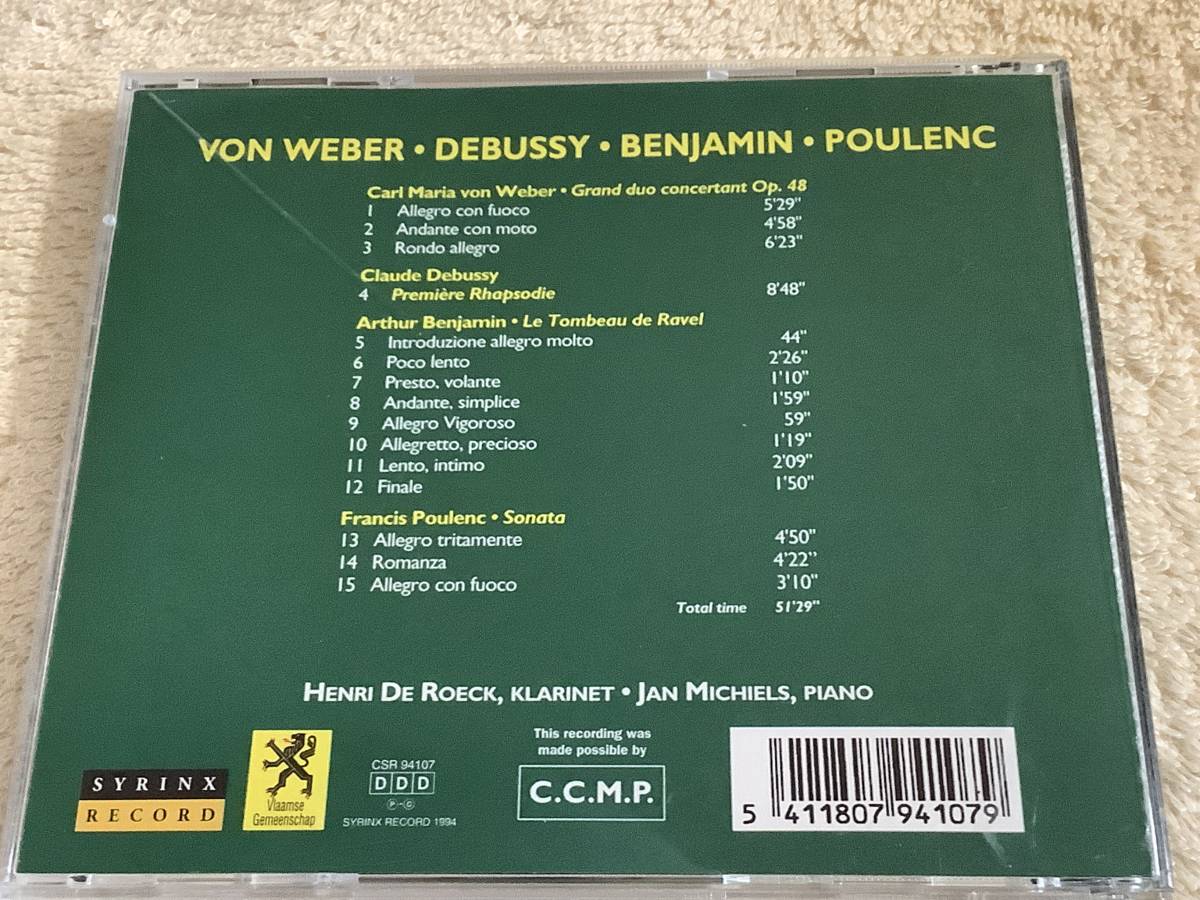 VON WEBER • DEBUSSY • BENJAMIN • POULENC
Carl Maria von Weber • Grand duo concertant Op. 48
1 Allegro con fuoco 5'29"
2 Andante con moto 4'58"
3 Rondo allegro 6'23"
Claude Debussy
4 Première Rhapsodie 8'48"
Arthur Benjamin • Le Tombeau de Ravel
5 Introduzione allegro molto 44"
6 Poco lento 2'26"
7 Presto, volante 1'10"
8 Andante, simplice 1'59"
9 Allegro Vigoroso 59"
10 Allegretto, precioso 1'19"
11 Lento, intimo 2'09"
12 Finale 1'50"
Francis Poulenc • Sonata
13 Allegro tritamente 4'50"
14 Romanza 4'22"
15 Allegro con fuoco 3'10"
Total time 51'29"
HENRI DE ROECK, KLARINET • JAN MICHIELS, PIANO
SYRINX
RECORD
Vlaamse
Gemeenschap
CSR 94107
DDD
℗-©
SYRINX RECORD 1994
This recording was
made possible by
C.C.M.P.
5 411807 941079